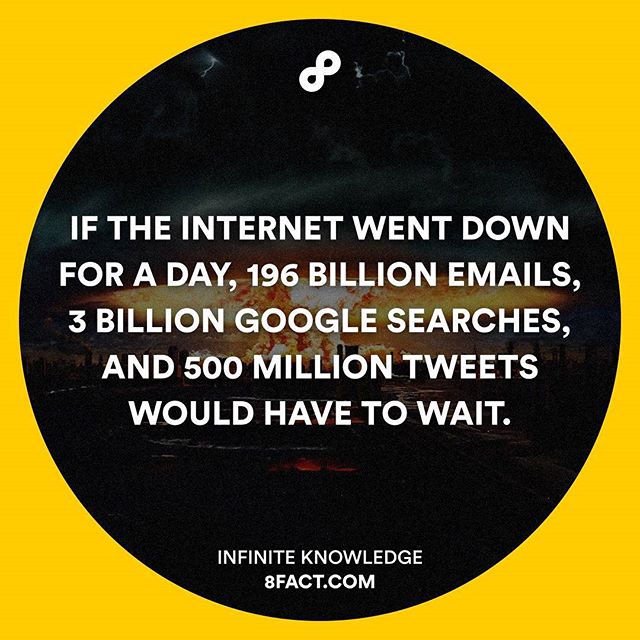 IF THE INTERNET WENT DOWN
FOR A DAY, 196 BILLION EMAILS,
3 BILLION GOOGLE SEARCHES,
AND 500 MILLION TWEETS
WOULD HAVE TO WAIT.
INFINITE KNOWLEDGE
8FACT.COM